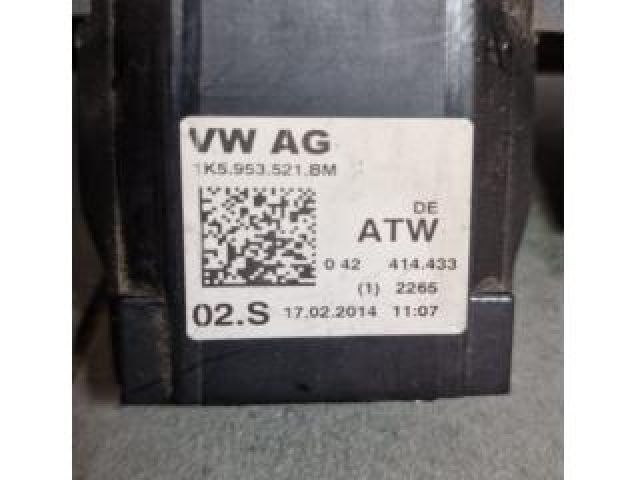 VW AG
1K5.953.521.BM
DE
ATW
0 42 414.433
(1) 2265
02.S 17.02.2014 11:07